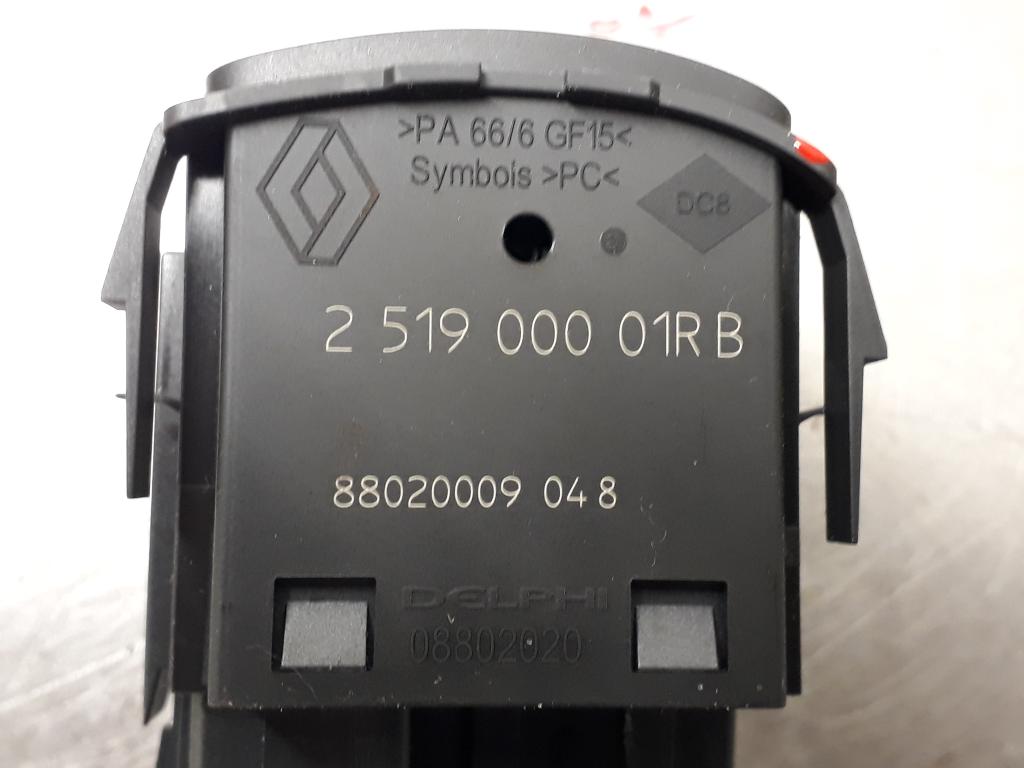 >PA 66/6 GF15<
Symbois >PC<
DC8
2 519 000 01R B
88020009 04 8
DELPHI
08802020